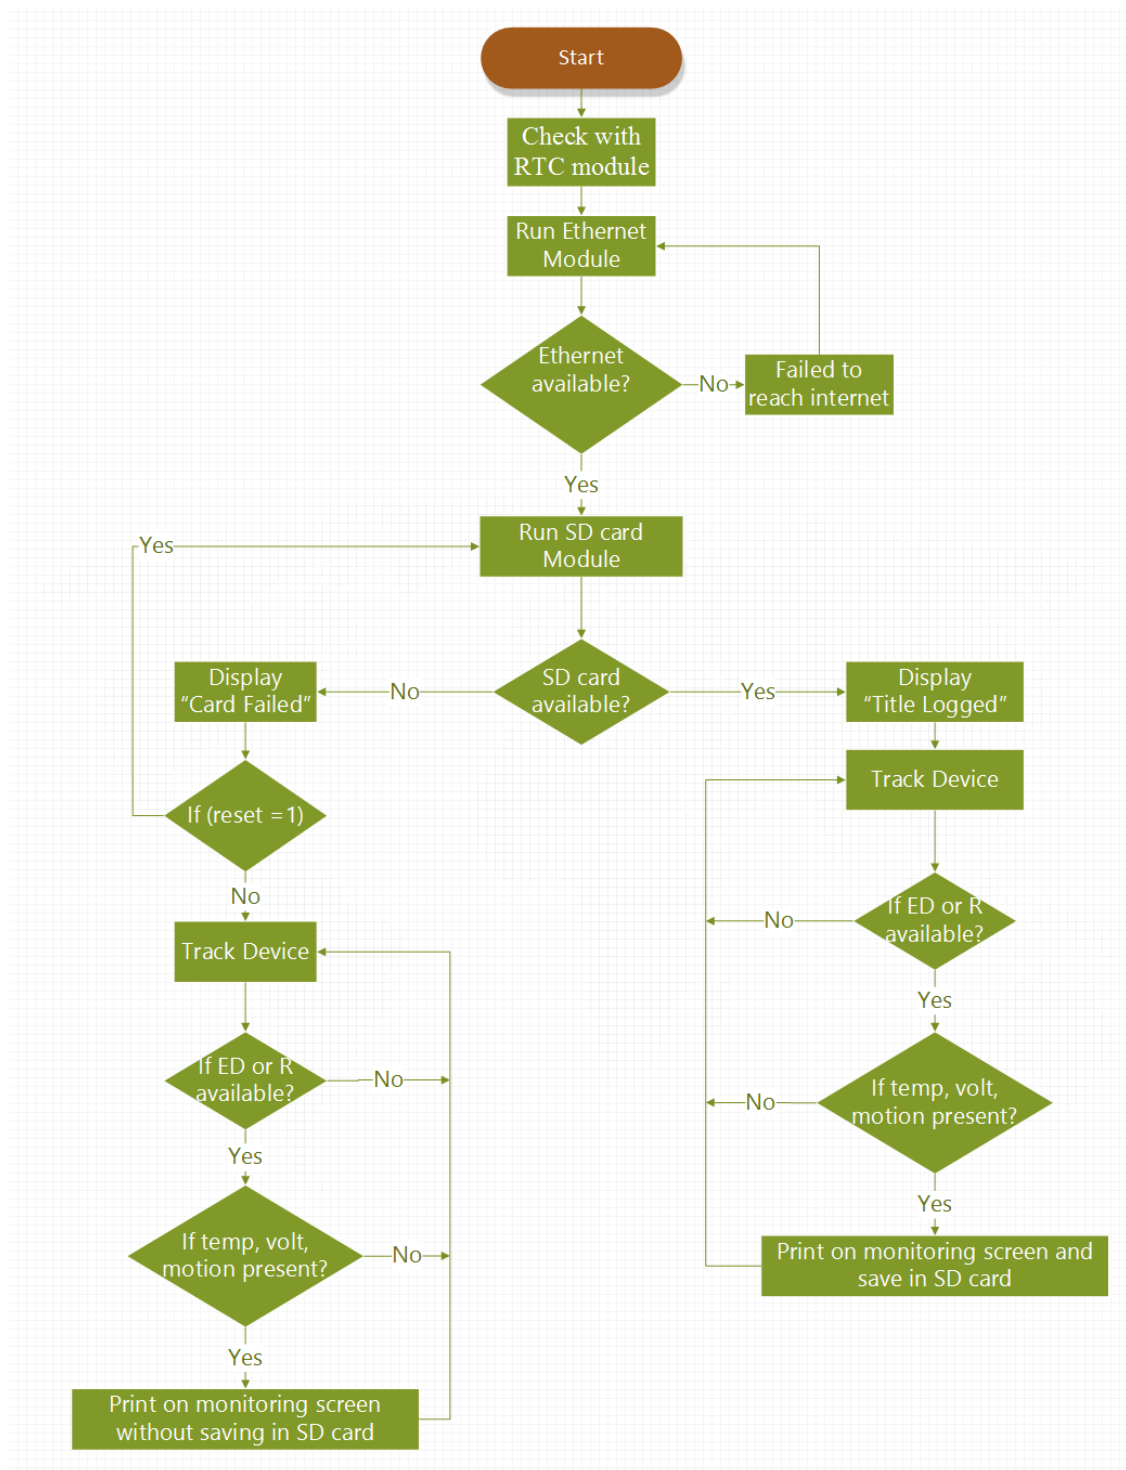 Start
Check with
RTC module
Run Ethernet
Module
Ethernet
available?
No
Failed to
reach internet
Yes
Run SD card
Module
Yes
SD card
available?
No
Display
“Card Failed”
Yes
Display
“Title Logged”
If (reset =1)
No
Track Device
If ED or R
available?
No
Yes
If temp, volt,
motion present?
No
Yes
Print on monitoring screen
without saving in SD card
Track Device
If ED or R
available?
No
Yes
If temp, volt,
motion present?
No
Yes
Print on monitoring screen and
save in SD card